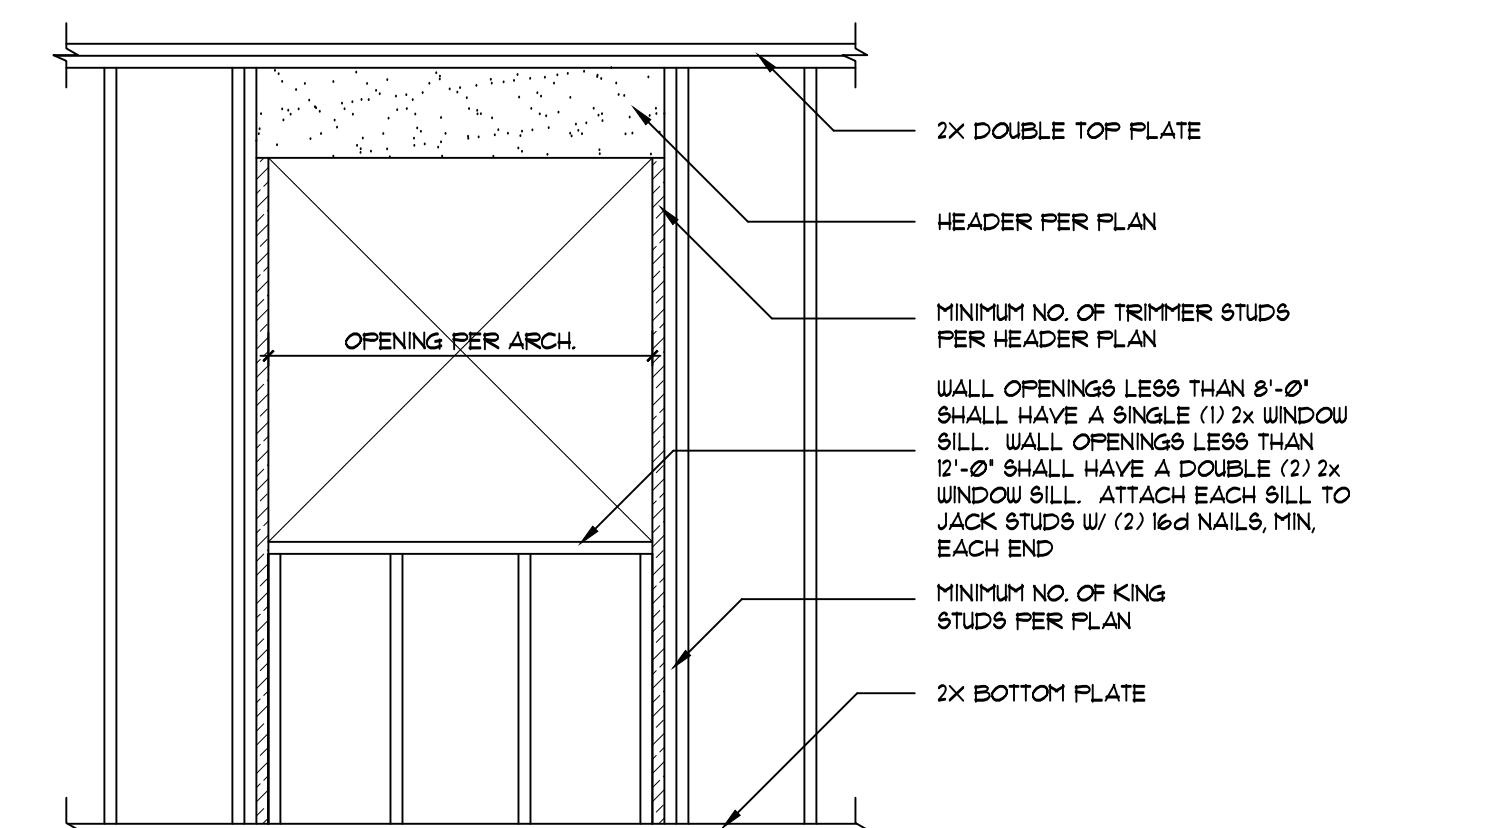 2X DOUBLE TOP PLATE
HEADER PER PLAN
MINIMUM NO. OF TRIMMER STUDS
PER HEADER PLAN
OPENING PER ARCH.
WALL OPENINGS LESS THAN 8'-0"
SHALL HAVE A SINGLE (1) 2x WINDOW
SILL.  WALL OPENINGS LESS THAN
12'-0" SHALL HAVE A DOUBLE (2) 2x
WINDOW SILL.  ATTACH EACH SILL TO
JACK STUDS W/ (2) 16d NAILS, MIN,
EACH END
MINIMUM NO. OF KING
STUDS PER PLAN
2X BOTTOM PLATE